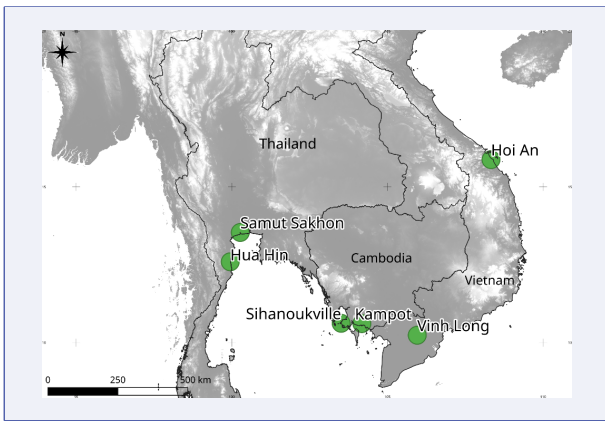 N
Hoi An
Thailand
Samut Sakhon
Hua Hin
Cambodia
Vietnam
Sihanoukville
Kampot
Vinh Long
0 250 500 km